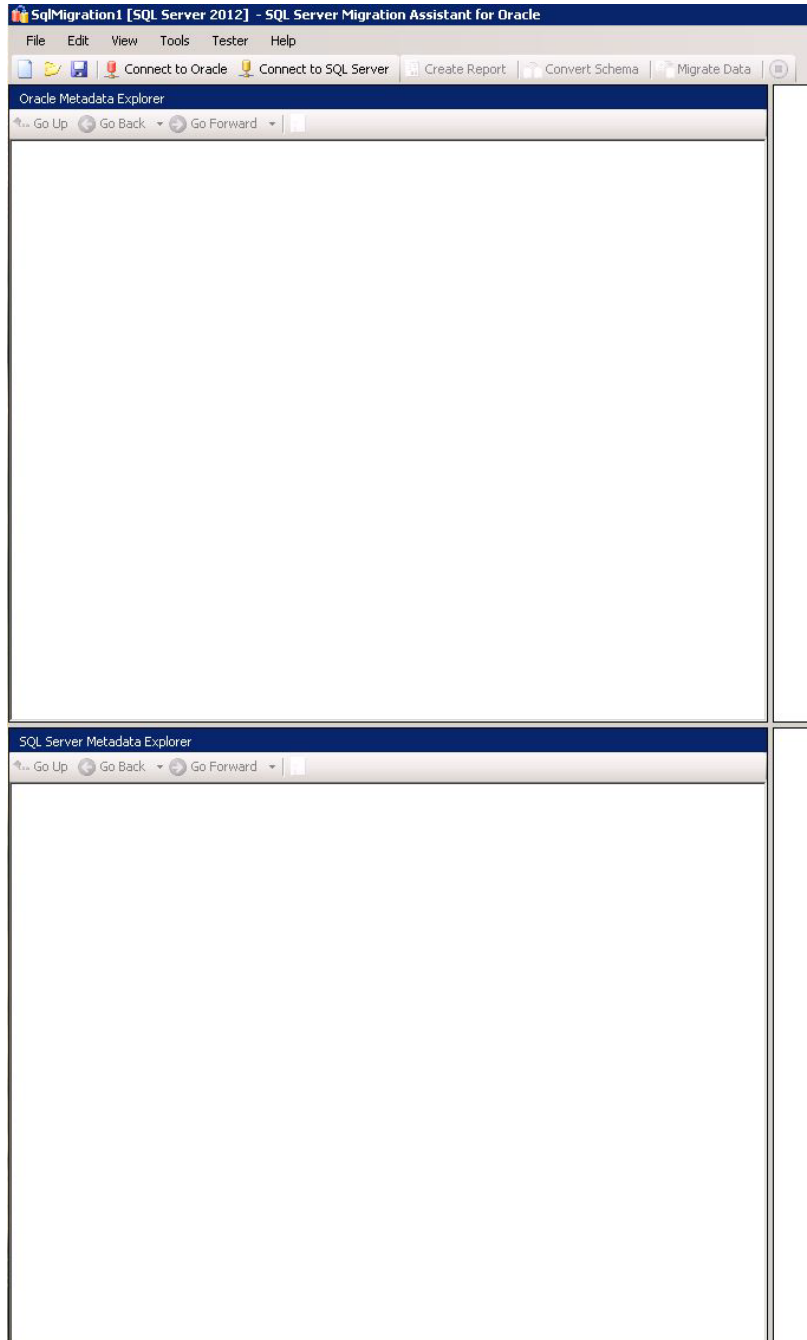 SqlMigration1 [SQL Server 2012] - SQL Server Migration Assistant for Oracle
File Edit View Tools Tester Help
Connect to Oracle Connect to SQL Server Create Report Convert Schema Migrate Data
Oracle Metadata Explorer
Go Up Go Back Go Forward
SQL Server Metadata Explorer
Go Up Go Back Go Forward